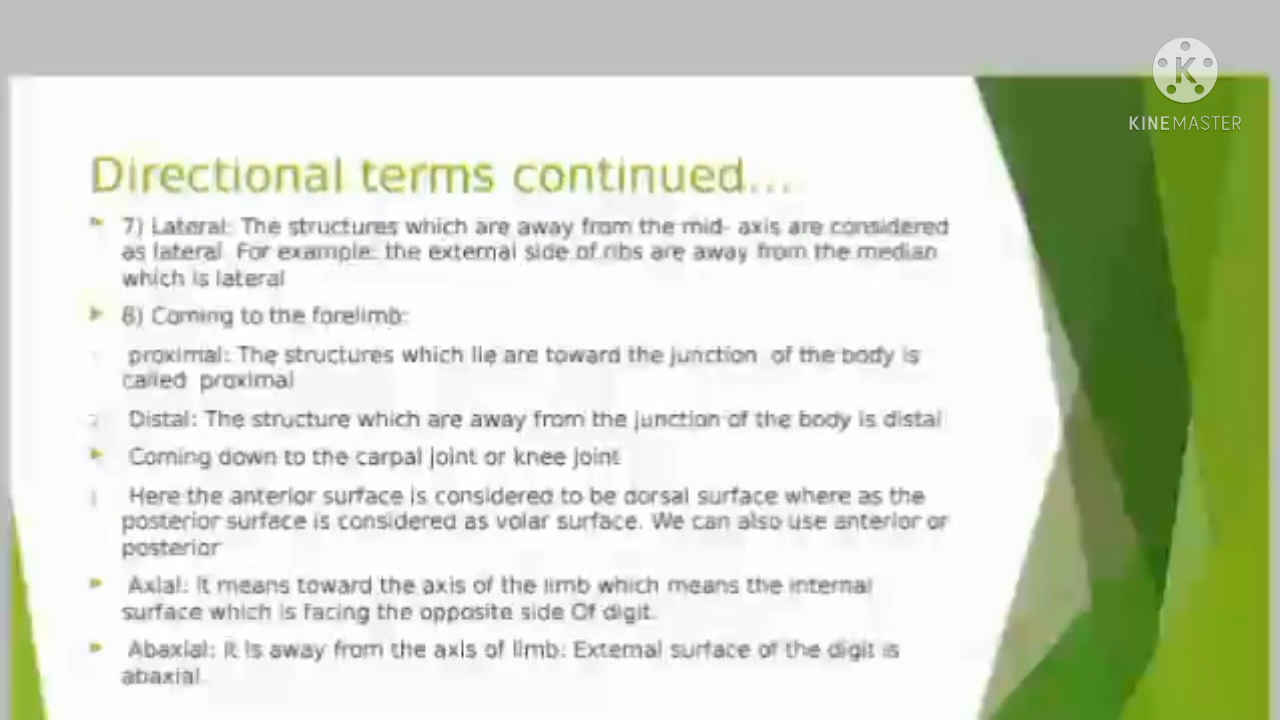 KINEMASTER
Directional terms continued...
7) Lateral: The structures which are away from the mid- axis are considered
as lateral. For example: the external side of ribs are away from the median
which is lateral
8) Coming to the forelimb:
proximal: The structures which lie are toward the junction of the body is
called proximal
2. Distal: The structure which are away from the junction of the body is distal
Coming down to the carpal joint or knee joint
Here the anterior surface is considered to be dorsal surface where as the
posterior surface is considered as volar surface. We can also use anterior or
posterior
Axial: It means toward the axis of the limb which means the internal
surface which is facing the opposite side Of digit.
Abaxial: it is away from the axis of limb: External surface of the digit is
abaxial.